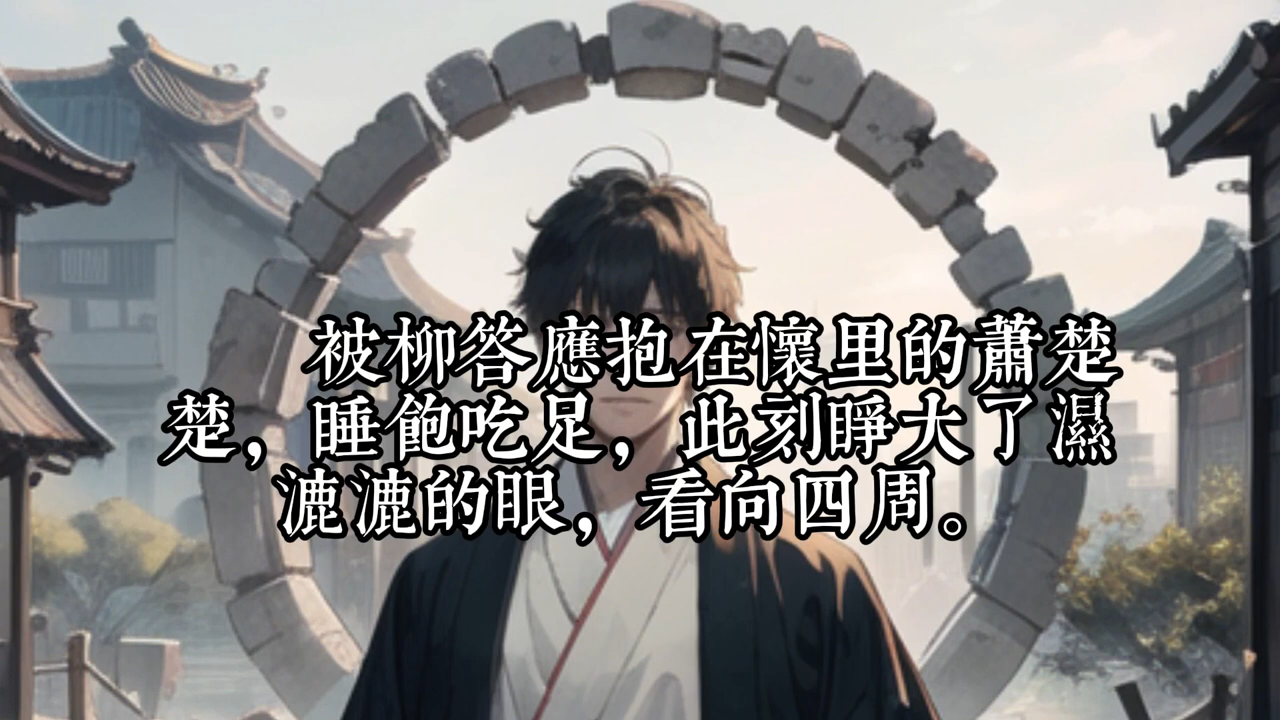 被柳答應抱在懷里的蕭楚
楚，睡飽吃足，此刻睜大了濕
漉漉的眼，看向四周。